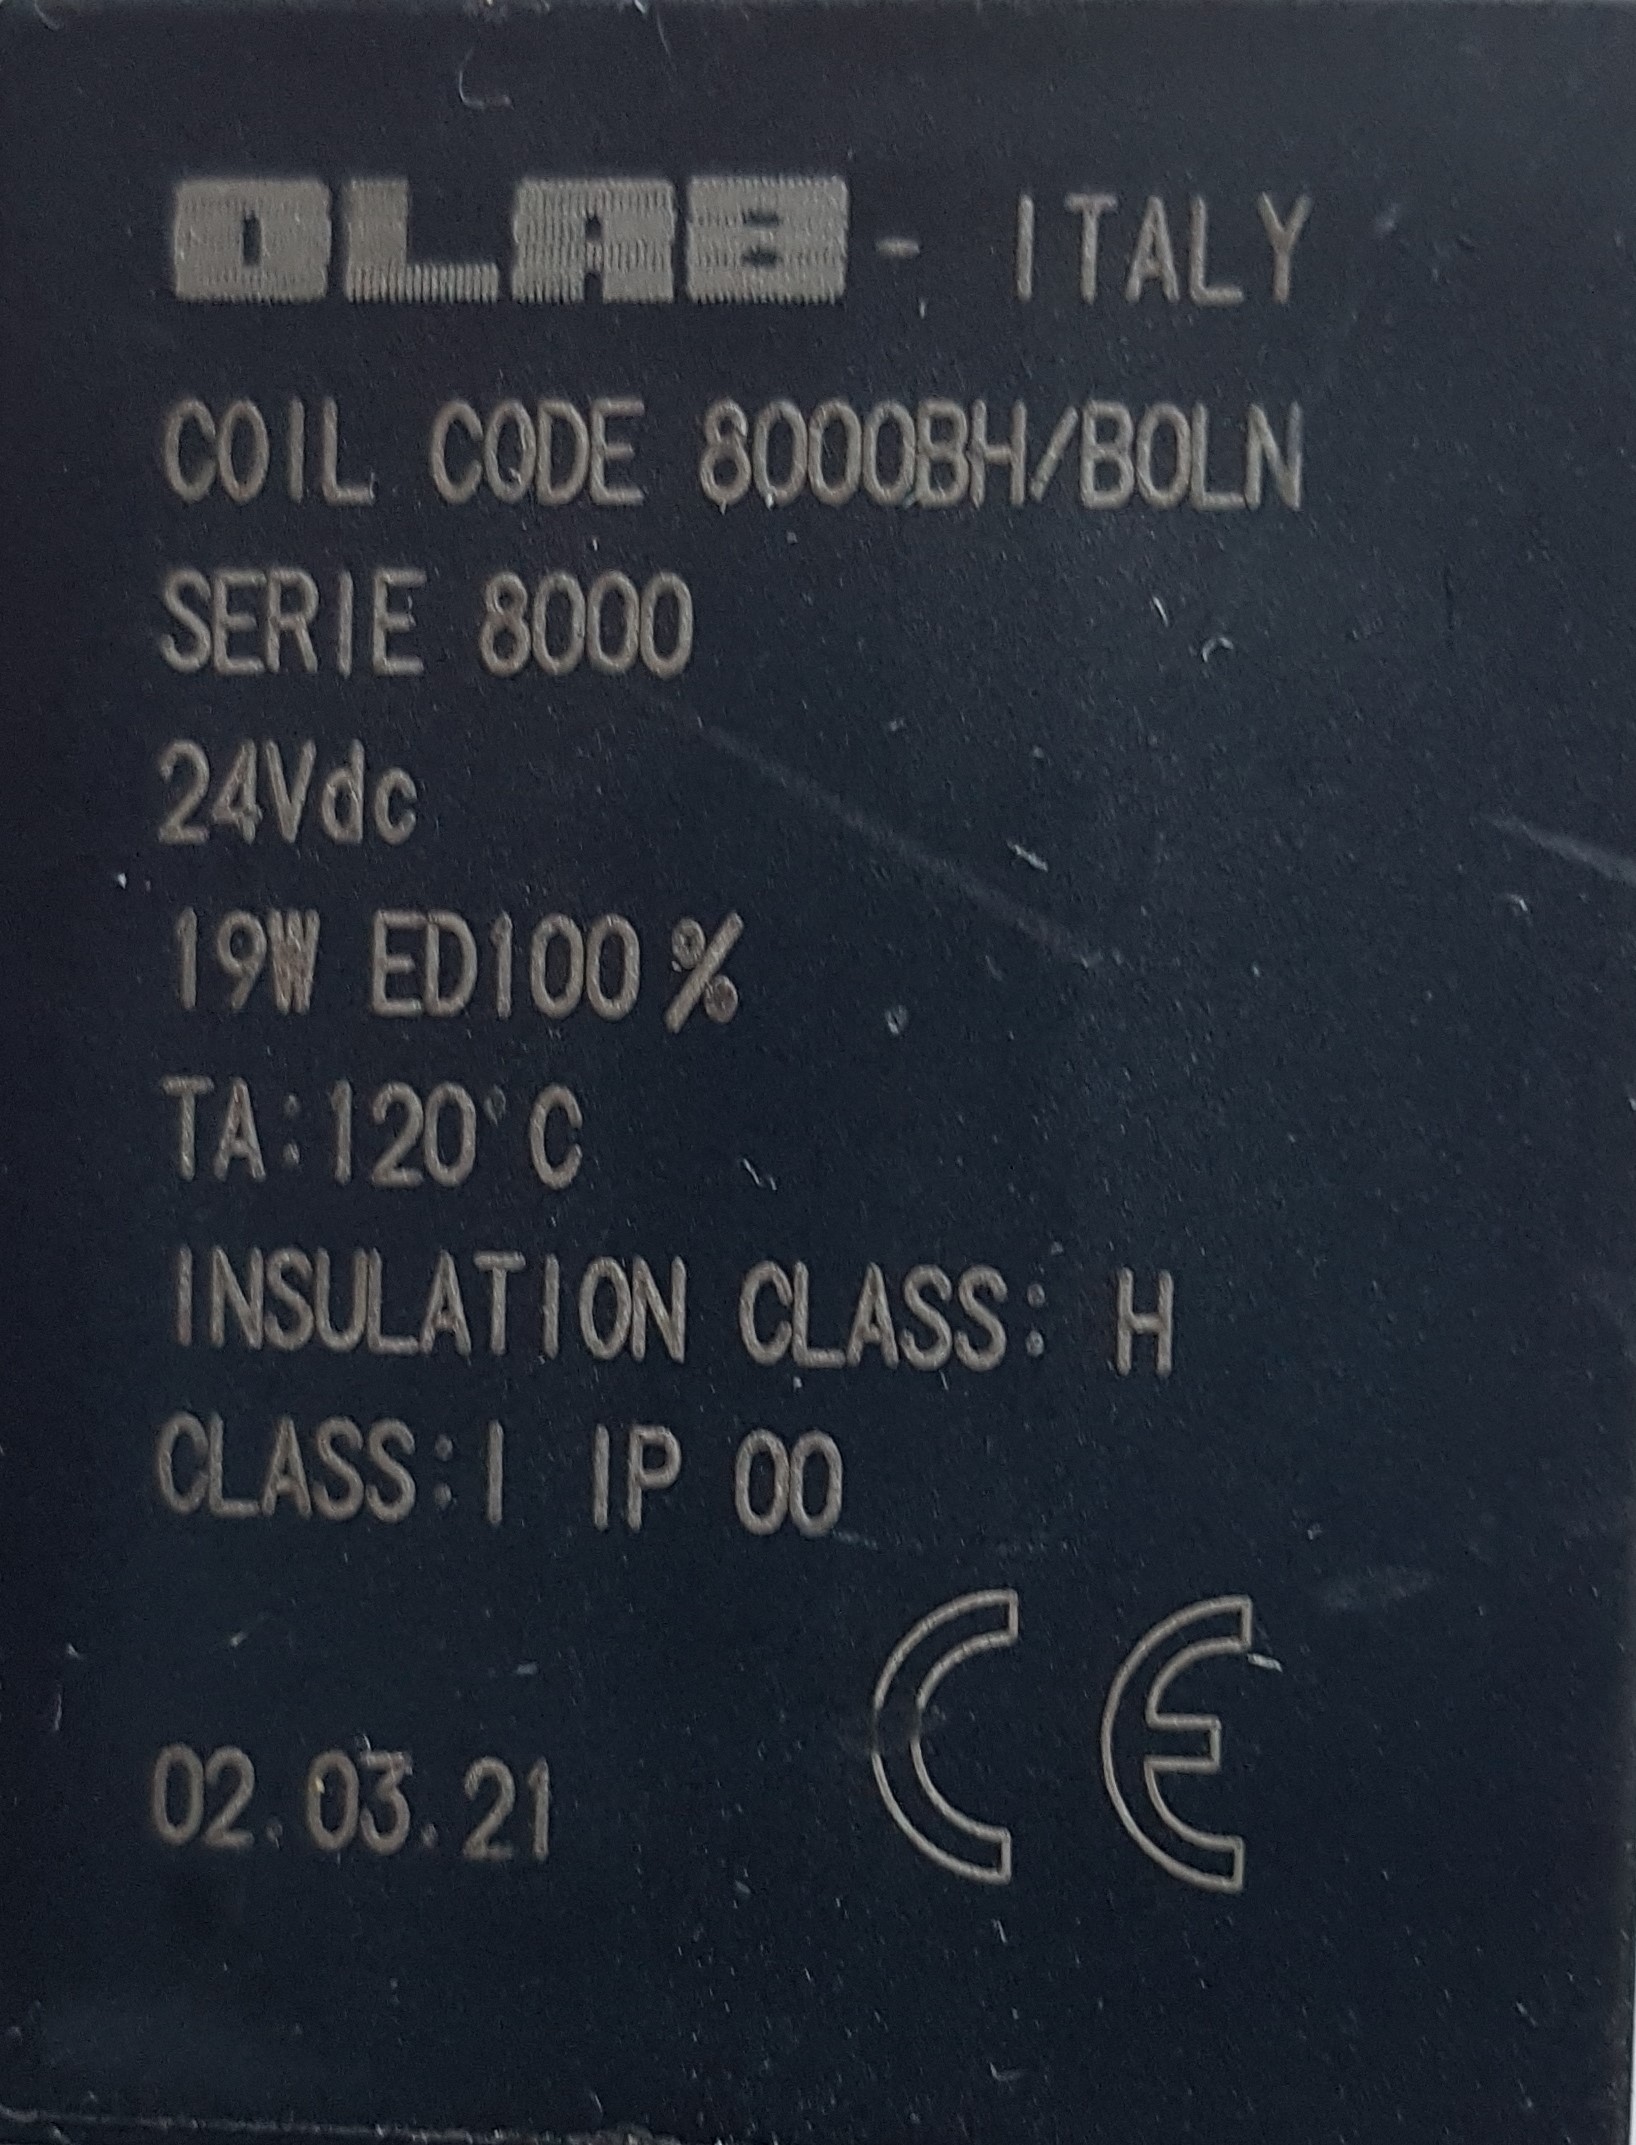 OLAB - ITALY
COIL CODE 8000BH/BOLN
SERIE 8000
24Vdc
19W ED100%
TA:120°C
INSULATION CLASS: H
CLASS:I IP 00
02.03.21 CE